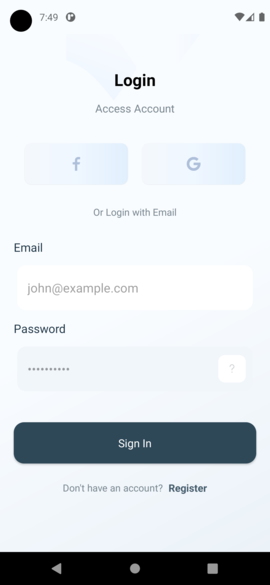 7:49
Login
Access Account
f
G
Or Login with Email
Email
john@example.com
Password
••••••••••
?
Sign In
Don't have an account? Register